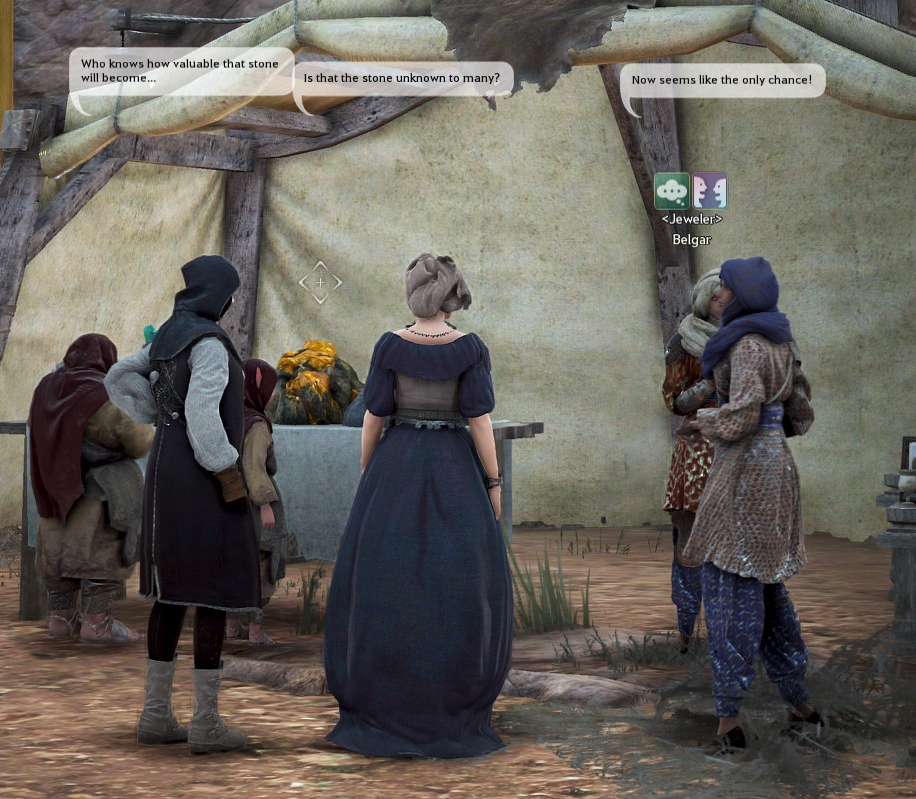 Who knows how valuable that stone
will become...
Is that the stone unknown to many?
Now seems like the only chance!
<Jeweler>
Belgar